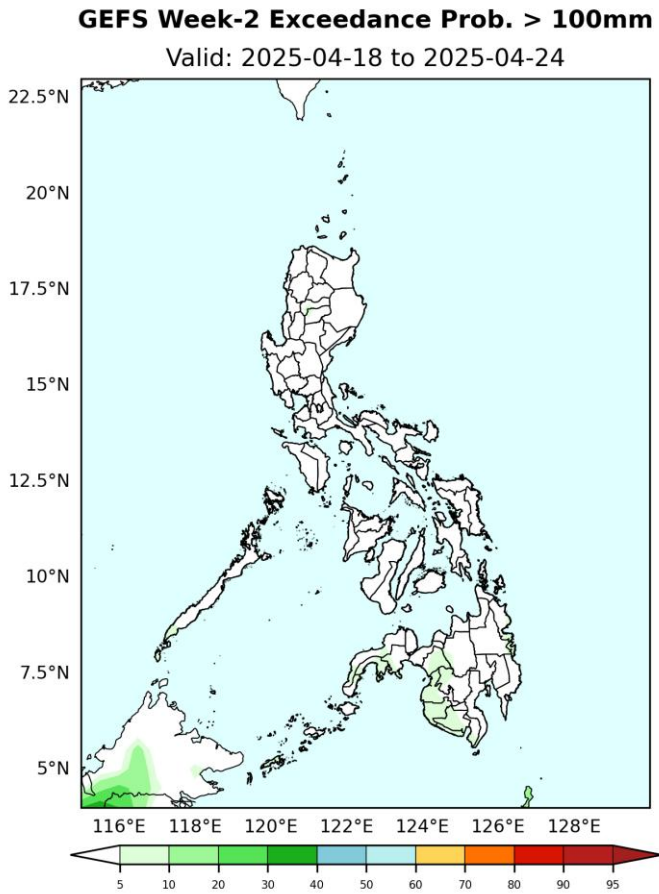 GEFS Week-2 Exceedance Prob. > 100mm
Valid: 2025-04-18 to 2025-04-24
22.5°N
20°N
17.5°N
15°N
12.5°N
10°N
7.5°N
5°N
116°E 118°E 120°E 122°E 124°E 126°E 128°E
5 10 20 30 40 50 60 70 80 90 95